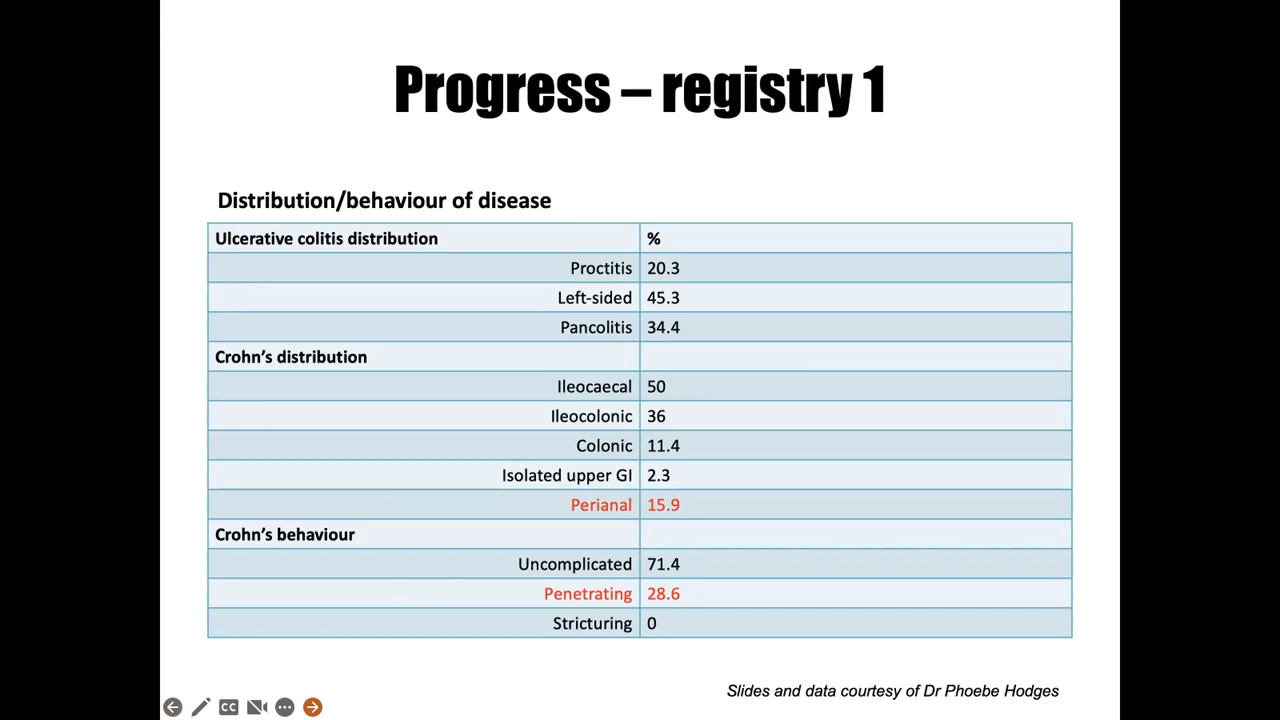 Progress – registry 1
Distribution/behaviour of disease
Ulcerative colitis distribution %
Proctitis 20.3
Left-sided 45.3
Pancolitis 34.4
Crohn’s distribution
Ileocaecal 50
Ileocolonic 36
Colonic 11.4
Isolated upper GI 2.3
Perianal 15.9
Crohn’s behaviour
Uncomplicated 71.4
Penetrating 28.6
Stricturing 0
Slides and data courtesy of Dr Phoebe Hodges
CC